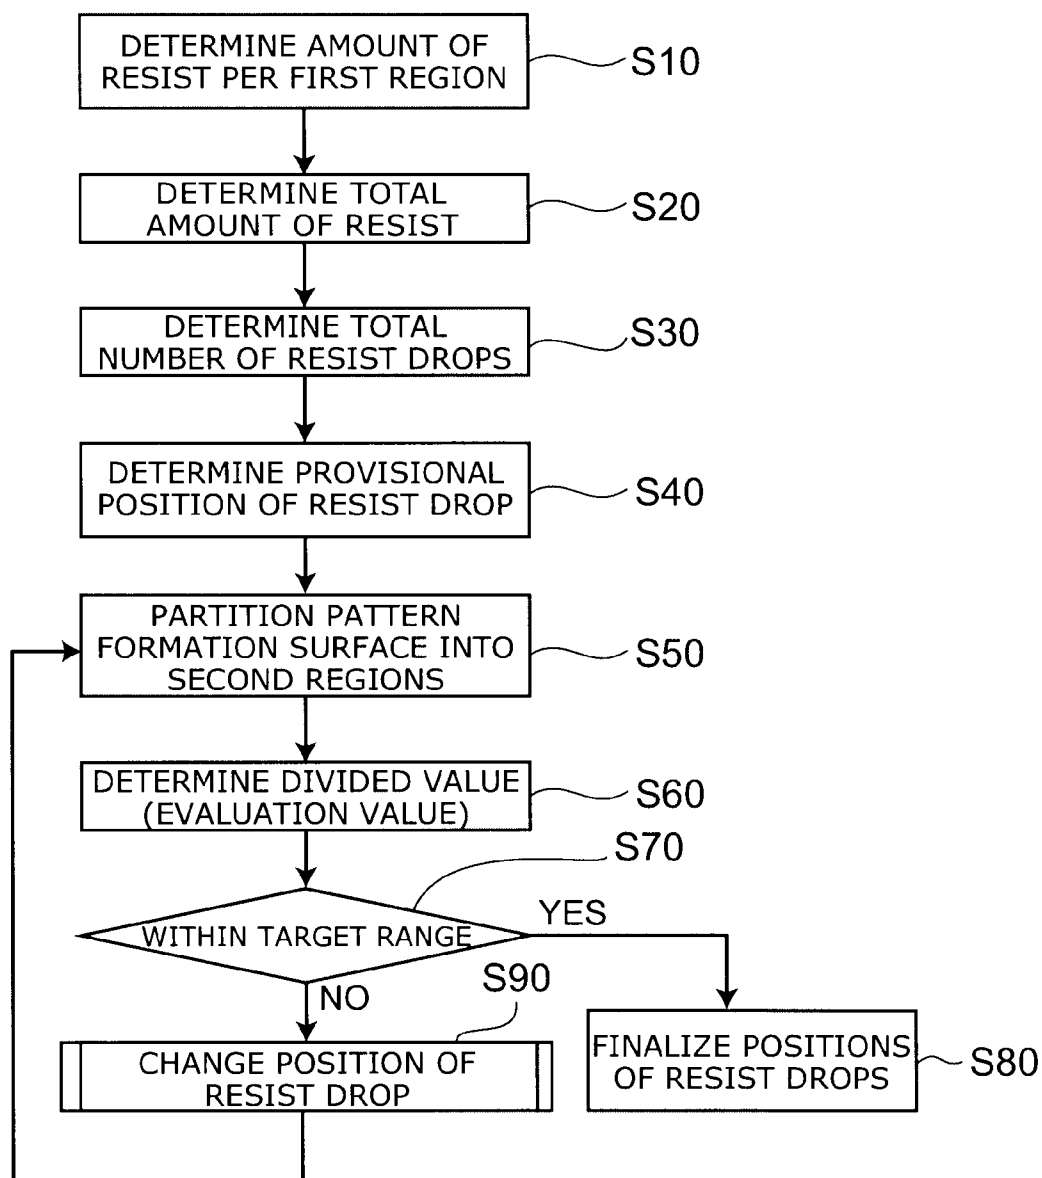 DETERMINE AMOUNT OF
RESIST PER FIRST REGION
S10
DETERMINE TOTAL
AMOUNT OF RESIST
S20
DETERMINE TOTAL
NUMBER OF RESIST DROPS
S30
DETERMINE PROVISIONAL
POSITION OF RESIST DROP
S40
PARTITION PATTERN
FORMATION SURFACE INTO
SECOND REGIONS
S50
DETERMINE DIVIDED VALUE
(EVALUATION VALUE)
S60
S70
WITHIN TARGET RANGE
YES
NO
S90
CHANGE POSITION OF
RESIST DROP
FINALIZE POSITIONS
OF RESIST DROPS
S80